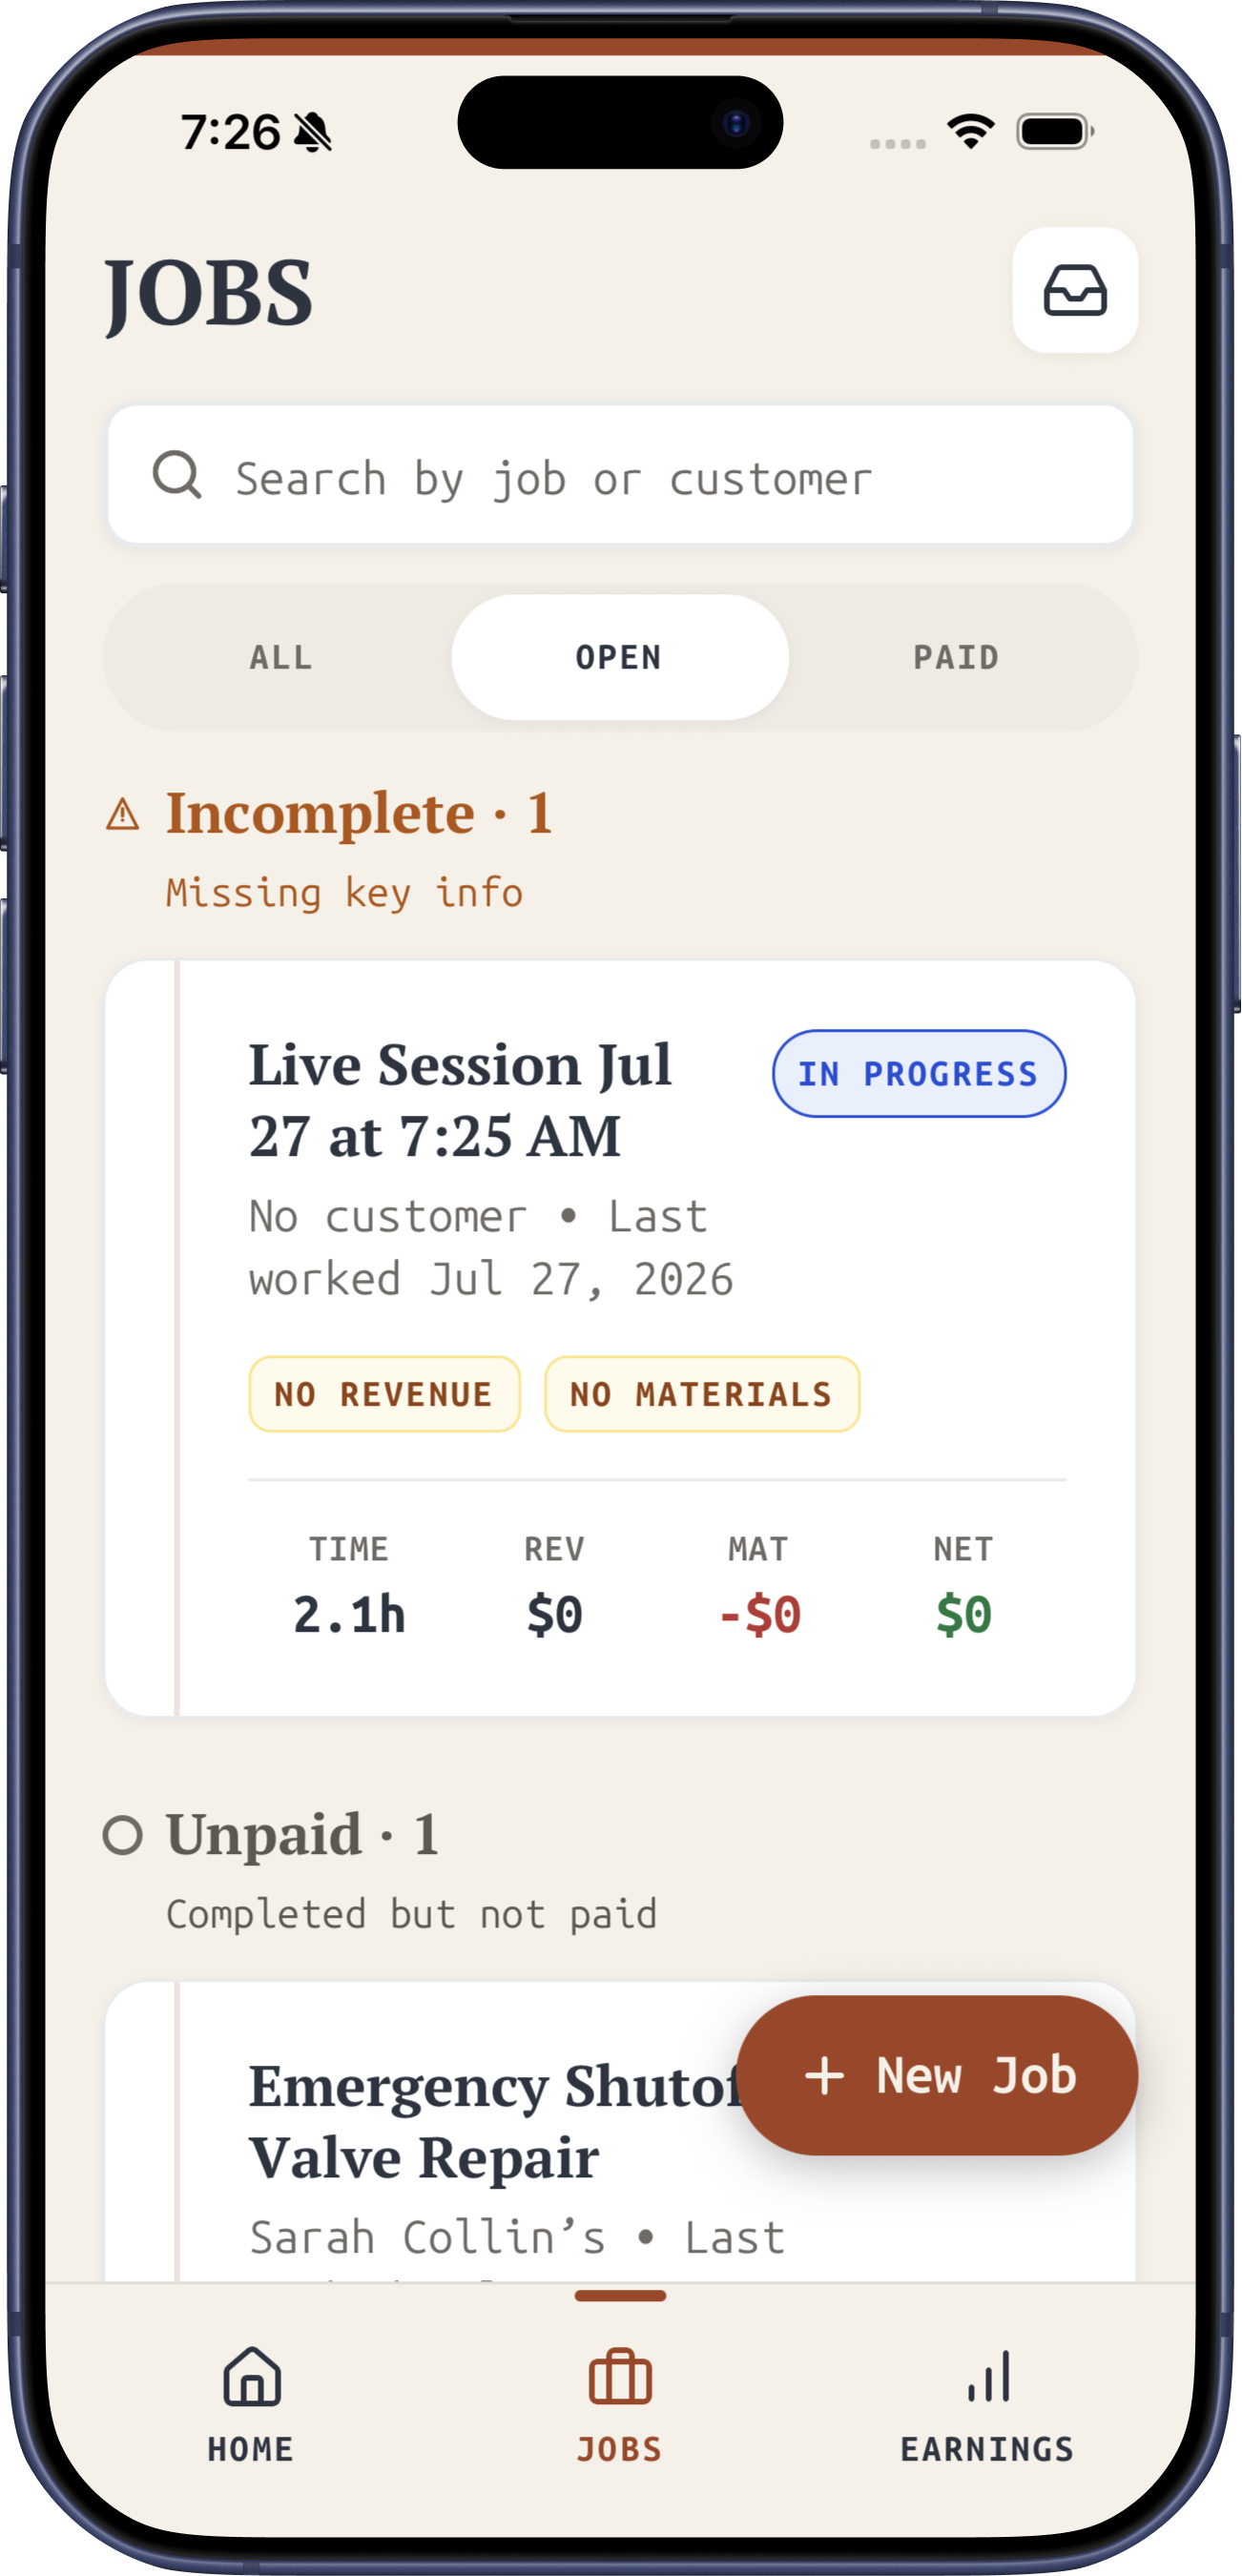 7:26
JOBS
Search by job or customer
ALL OPEN PAID
Incomplete · 1
Missing key info
Live Session Jul
27 at 7:25 AM
IN PROGRESS
No customer • Last
worked Jul 27, 2026
NO REVENUE NO MATERIALS
TIME REV MAT NET
2.1h $0 -$0 $0
Unpaid · 1
Completed but not paid
Emergency
Valve Repair
+ New Job
Sarah Collin’s • Last
HOME JOBS EARNINGS